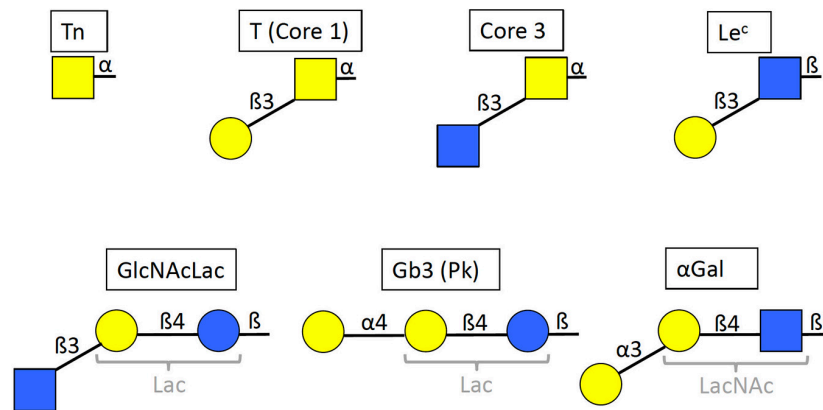 Tn
T (Core 1)
Core 3
Leᶜ
α
α
α
ß
ß3
ß3
ß3
GlcNAcLac
Gb3 (Pk)
αGal
ß4
ß
α4
ß4
ß
ß4
ß
ß3
α3
Lac
Lac
LacNAc